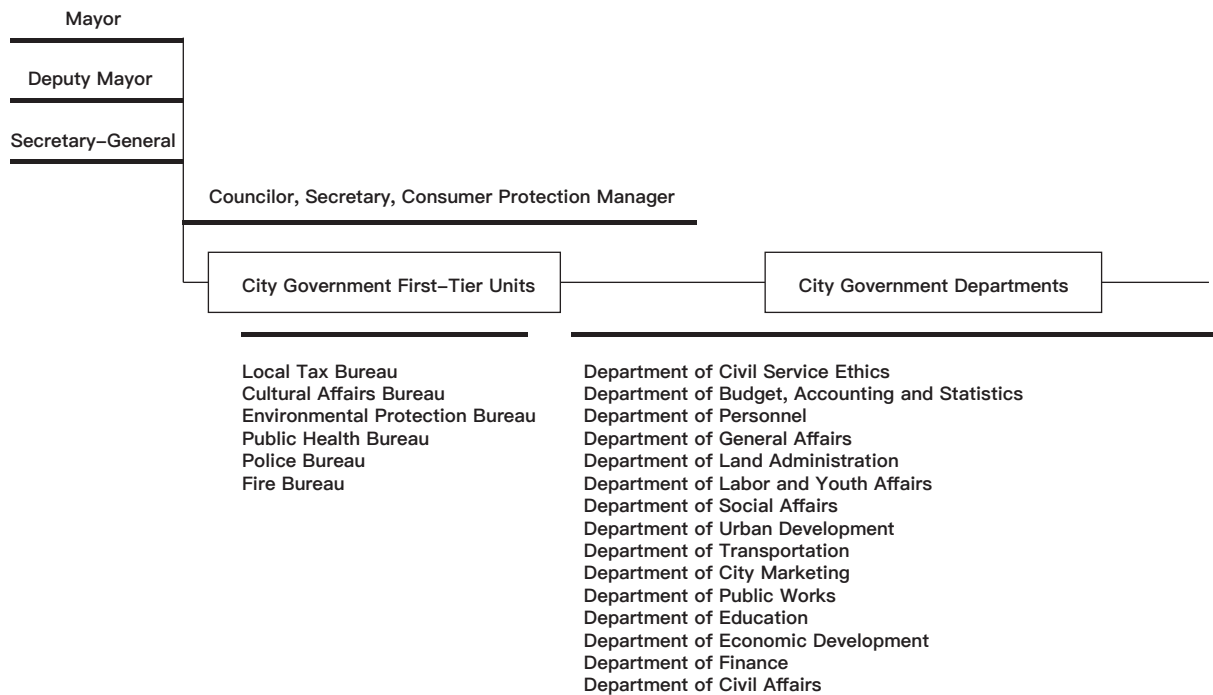 Mayor
Deputy Mayor
Secretary–General
Councilor, Secretary, Consumer Protection Manager
City Government First–Tier Units
City Government Departments
Local Tax Bureau
Cultural Affairs Bureau
Environmental Protection Bureau
Public Health Bureau
Police Bureau
Fire Bureau
Department of Civil Service Ethics
Department of Budget, Accounting and Statistics
Department of Personnel
Department of General Affairs
Department of Land Administration
Department of Labor and Youth Affairs
Department of Social Affairs
Department of Urban Development
Department of Transportation
Department of City Marketing
Department of Public Works
Department of Education
Department of Economic Development
Department of Finance
Department of Civil Affairs